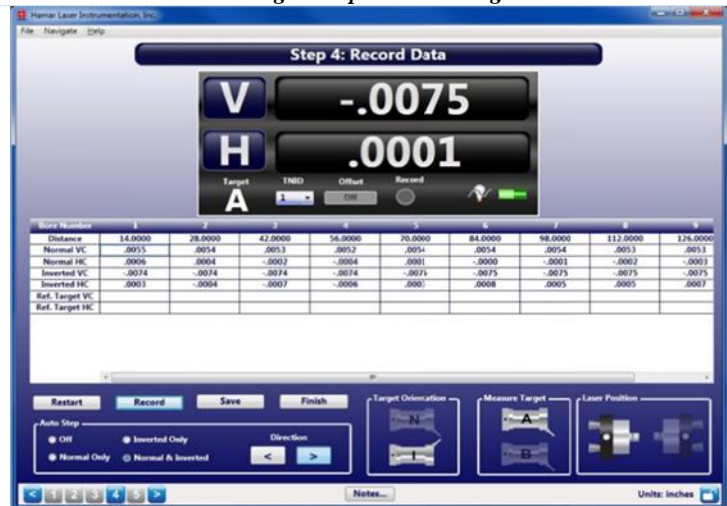 Hamar Laser Instrumentation, Inc.
File Navigate Help
Step 4: Record Data
V -.0075
H .0001
Target TNID Offset Record
A 1 Off
Bore Number 1 2 3 4 5 6 7 8 9
Distance 14.0000 28.0000 42.0000 56.0000 70.0000 84.0000 98.0000 112.0000 126.0000
Normal VC .0055 .0054 .0053 .0052 .0054 .0054 .0054 .0053 .0053
Normal HC .0006 .0004 -.0002 -.0004 .0001 -.0000 -.0001 -.0002 -.0003
Inverted VC -.0074 -.0074 -.0074 -.0074 -.0075 -.0075 -.0075 -.0075
Inverted HC .0003 -.0004 -.0007 -.0006 .0008 .0005 .0005 .0007
Ref. Target VC
Ref. Target HC
Restart Record Save Finish
Target Orientation Measure Target Laser Position
N A
Auto Step
Off Inverted Only Direction
Normal Only Normal & Inverted < >
I B
< 1 2 3 4 5 > Notes... Units: inches